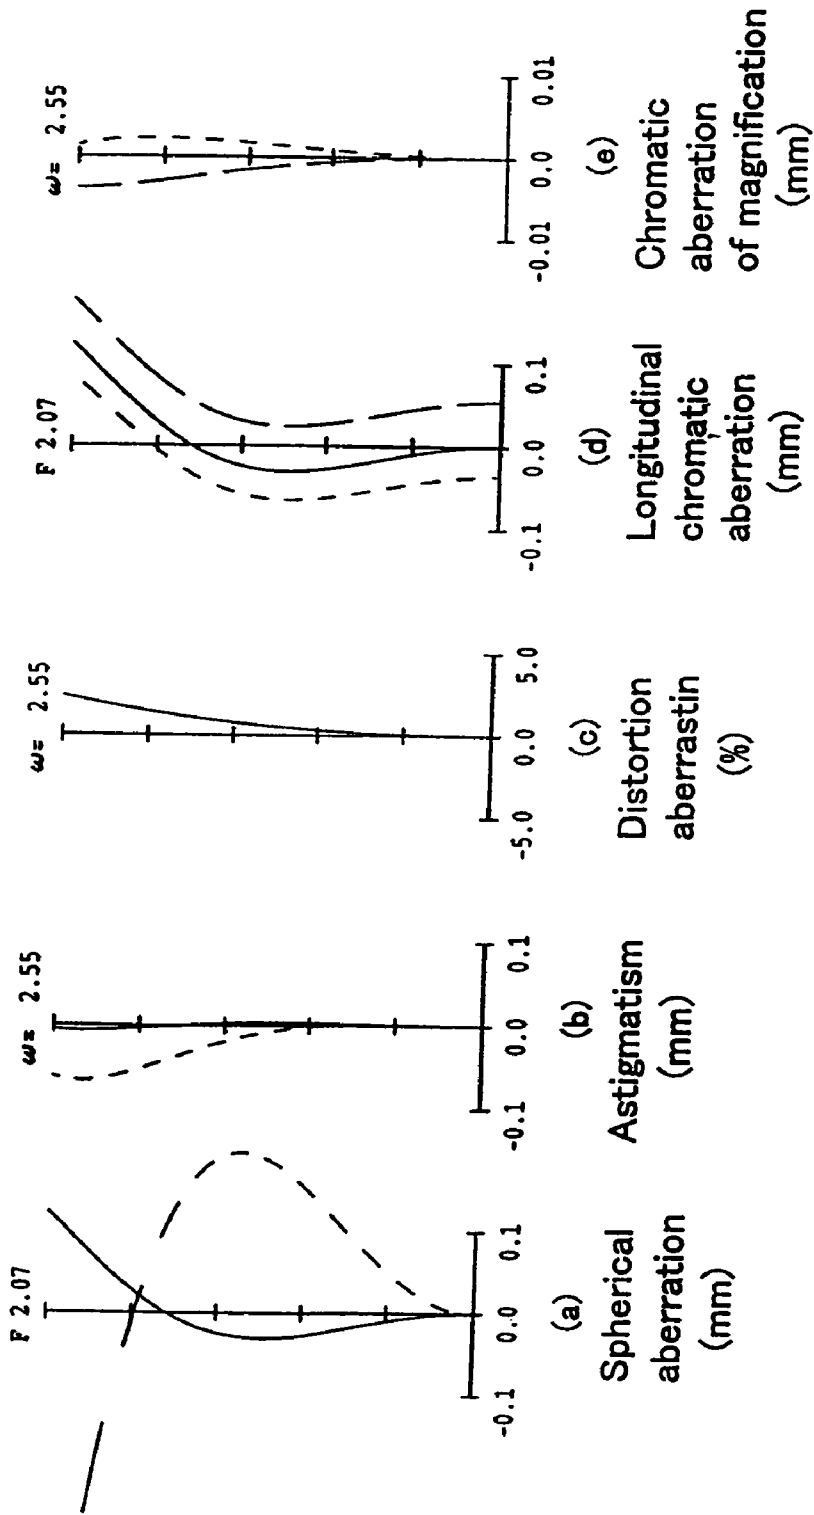 F 2.07
-0.1 0.0 0.1
(a)
Spherical
aberration
(mm)
ω= 2.55
-0.1 0.0 0.1
(b)
Astigmatism
(mm)
ω= 2.55
-5.0 0.0 5.0
(c)
Distortion
aberrastin
(%)
F 2.07
-0.1 0.0 0.1
(d)
Longitudinal
chromatic
aberration
(mm)
ω= 2.55
-0.01 0.0 0.01
(e)
Chromatic
aberration
of magnification
(mm)